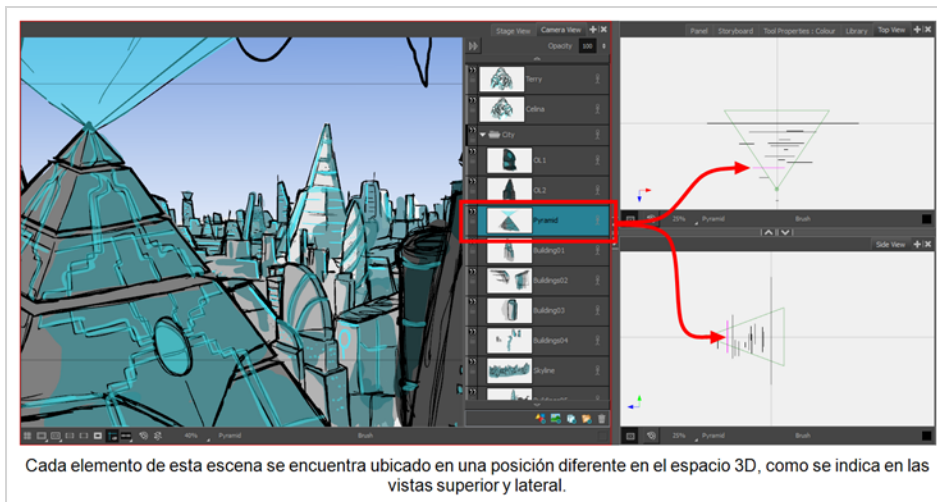 Stage View Camera View
Opacity 100
Panel Storyboard Tool Properties : Colour Library Top View
Terry
Celina
City
OL1
OL2
Pyramid
Building01
20% Pyramid Brush
Side View
Buildings02
Building03
Buildings04
Skyline
40% Pyramid Brush
20% Pyramid Brush
Cada elemento de esta escena se encuentra ubicado en una posición diferente en el espacio 3D, como se indica en las
vistas superior y lateral.